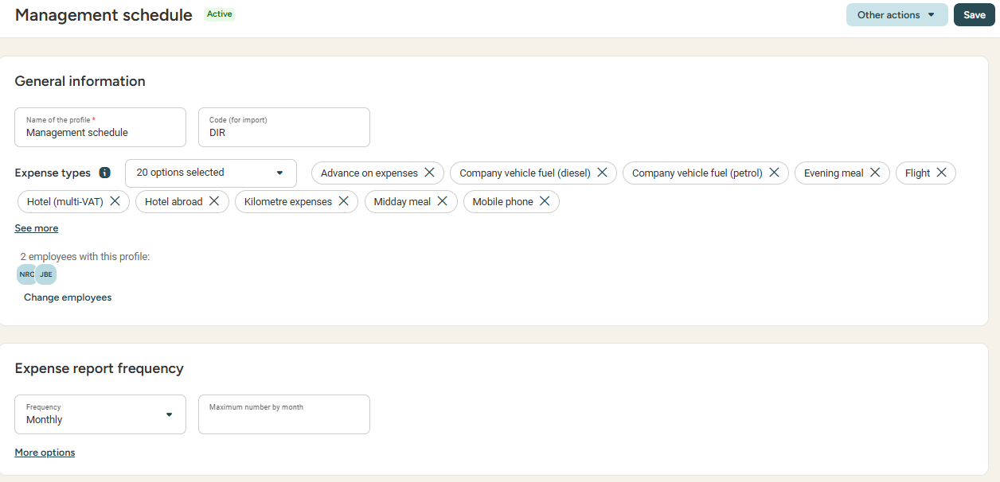 Management schedule Active Other actions Save
General information
Name of the profile *
Management schedule
Code (for import)
DIR
Expense types i 20 options selected Advance on expenses Company vehicle fuel (diesel) Company vehicle fuel (petrol) Evening meal Flight
Hotel (multi-VAT) Hotel abroad Kilometre expenses Midday meal Mobile phone
See more
2 employees with this profile:
NRO JBE
Change employees
Expense report frequency
Frequency
Monthly
Maximum number by month
More options